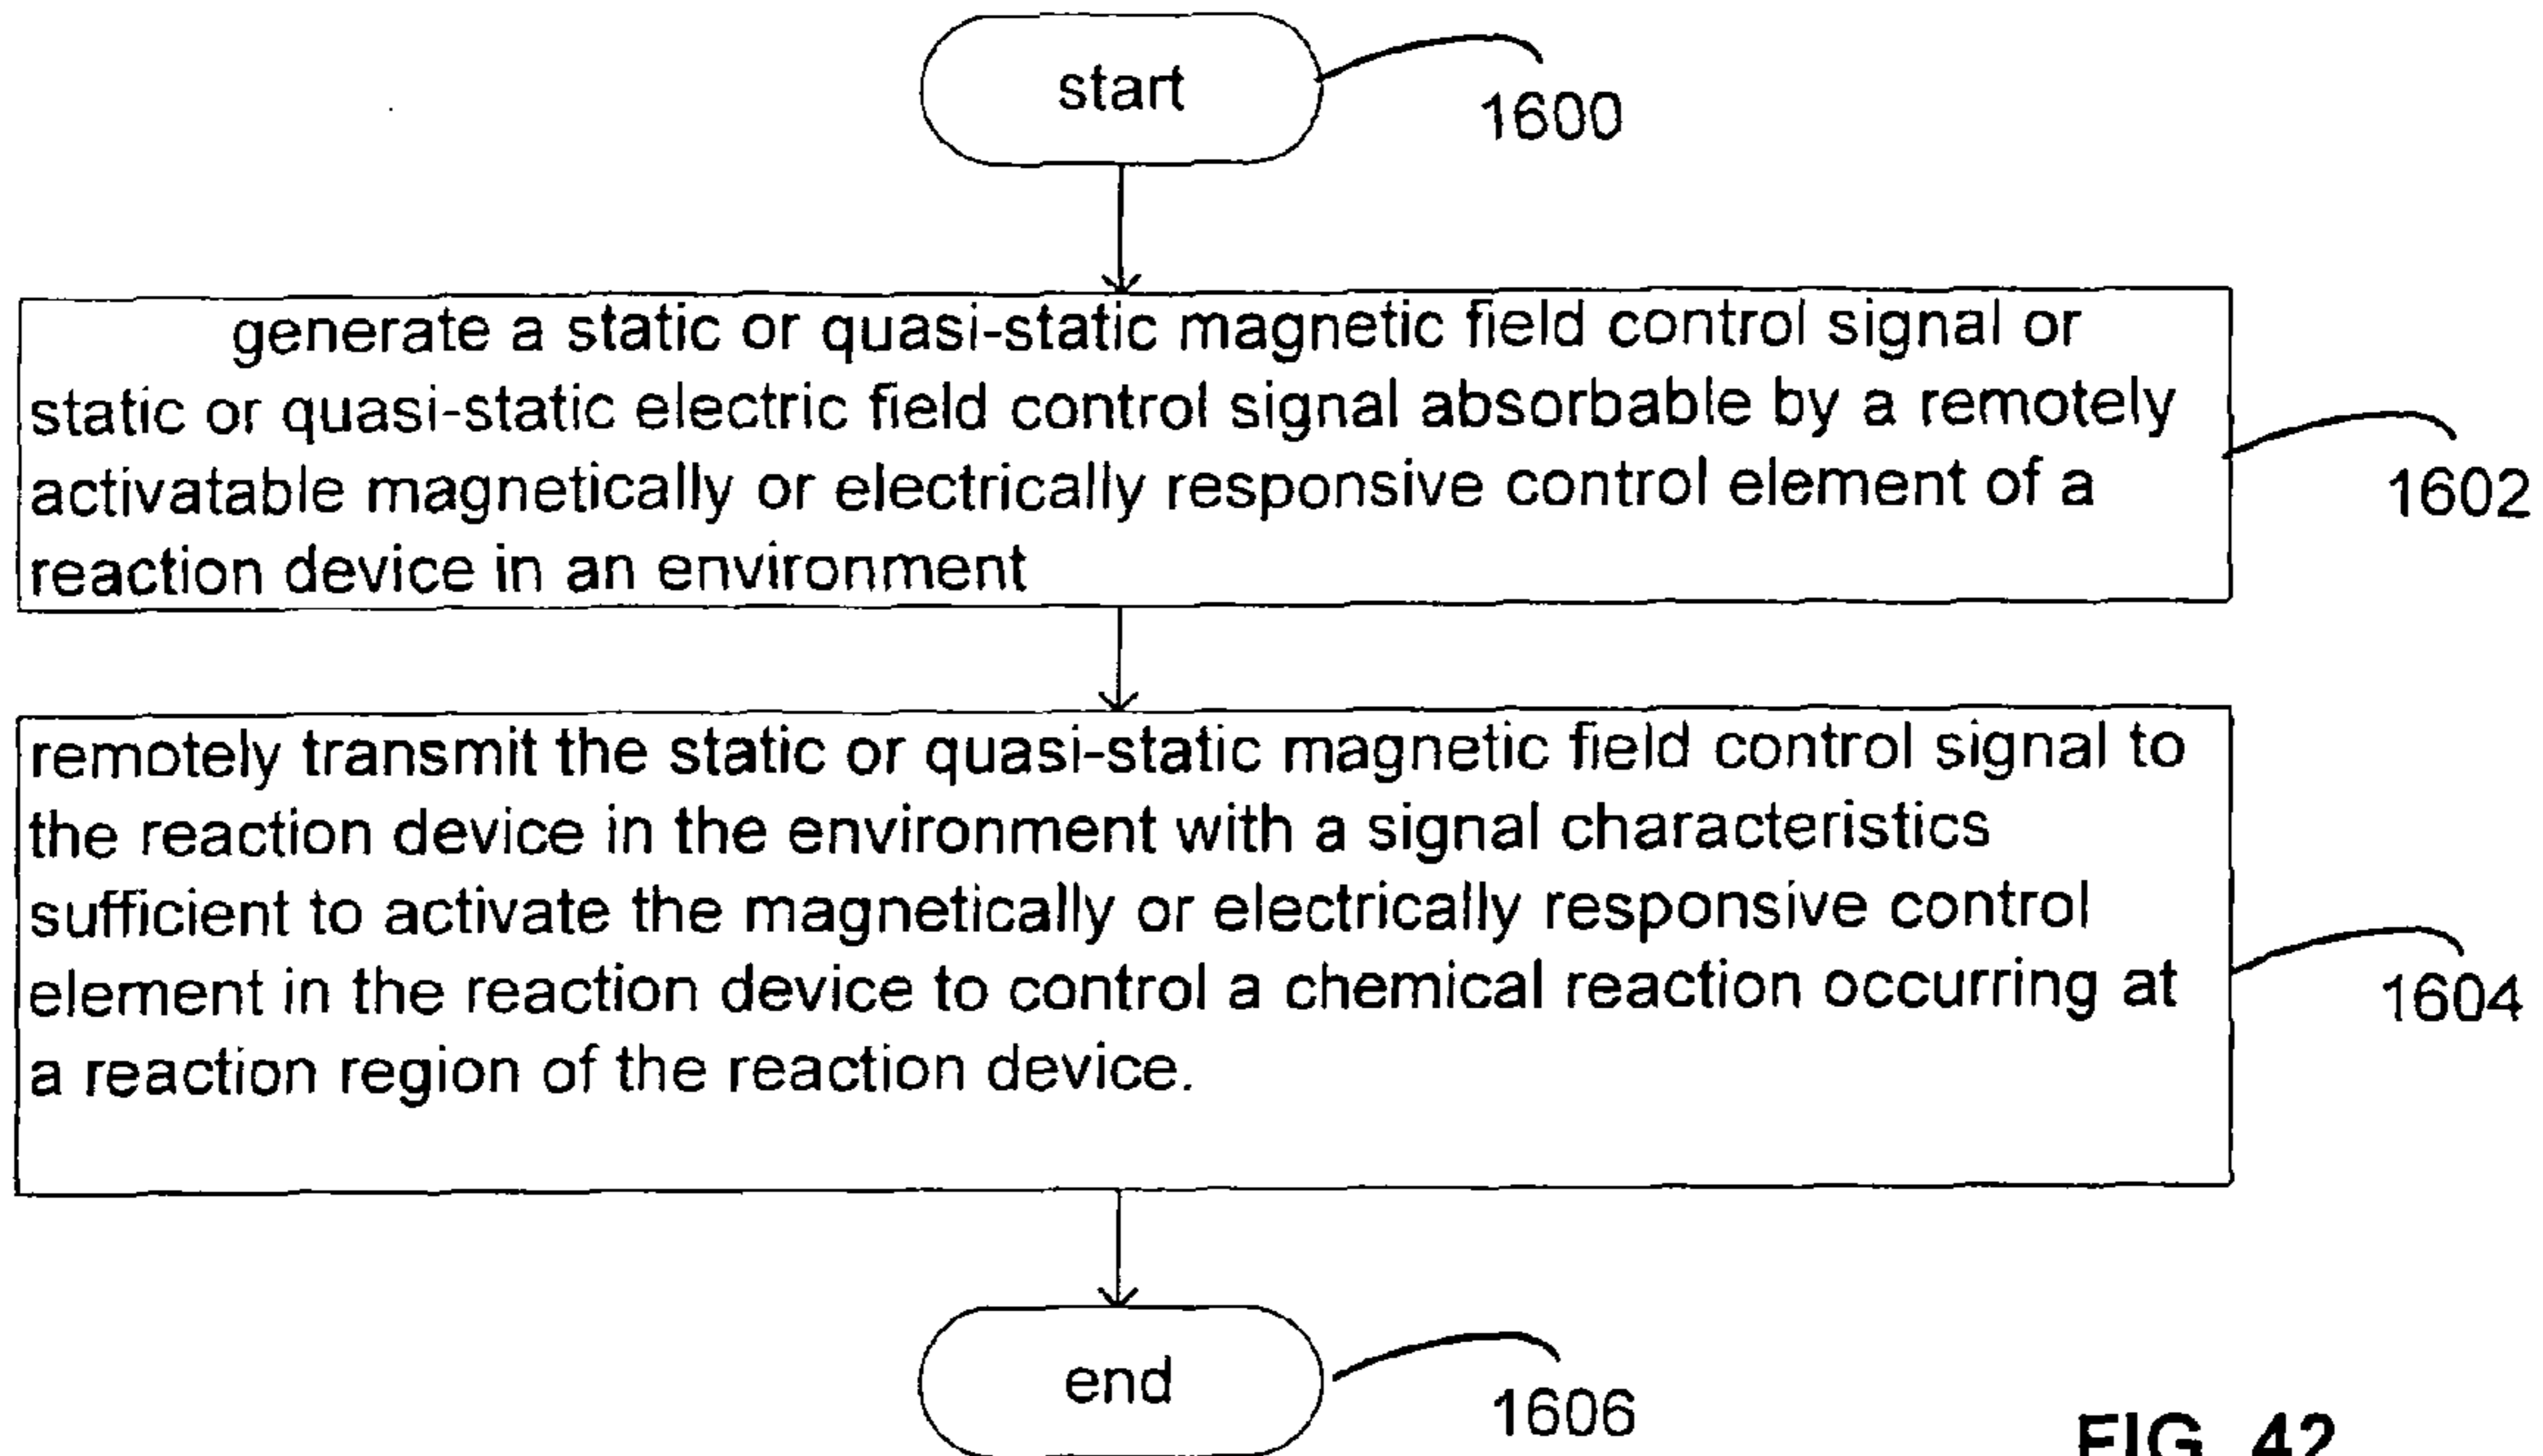 start
1600
generate a static or quasi-static magnetic field control signal or
static or quasi-static electric field control signal absorbable by a remotely
activatable magnetically or electrically responsive control element of a
reaction device in an environment
1602
remotely transmit the static or quasi-static magnetic field control signal to
the reaction device in the environment with a signal characteristics
sufficient to activate the magnetically or electrically responsive control
element in the reaction device to control a chemical reaction occurring at
a reaction region of the reaction device.
1604
end
1606
FIG. 42